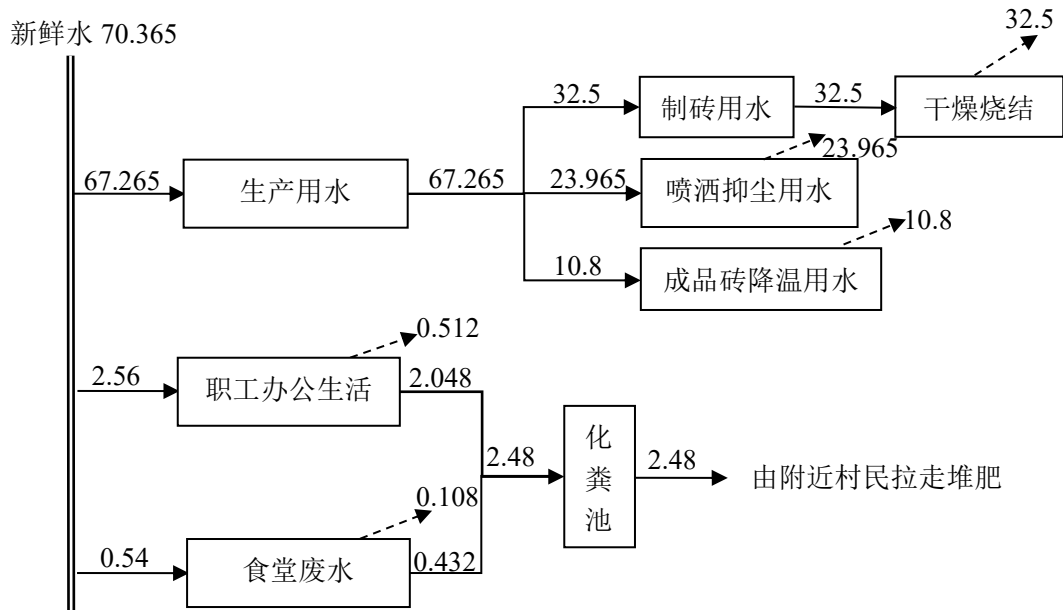 32.5
新鲜水 70.365
32.5
制砖用水
32.5
干燥烧结
23.965
67.265
生产用水
67.265
23.965
喷洒抑尘用水
10.8
10.8
成品砖降温用水
0.512
2.56
职工办公生活
2.048
化粪池
2.48
2.48
由附近村民拉走堆肥
0.108
0.54
食堂废水
0.432